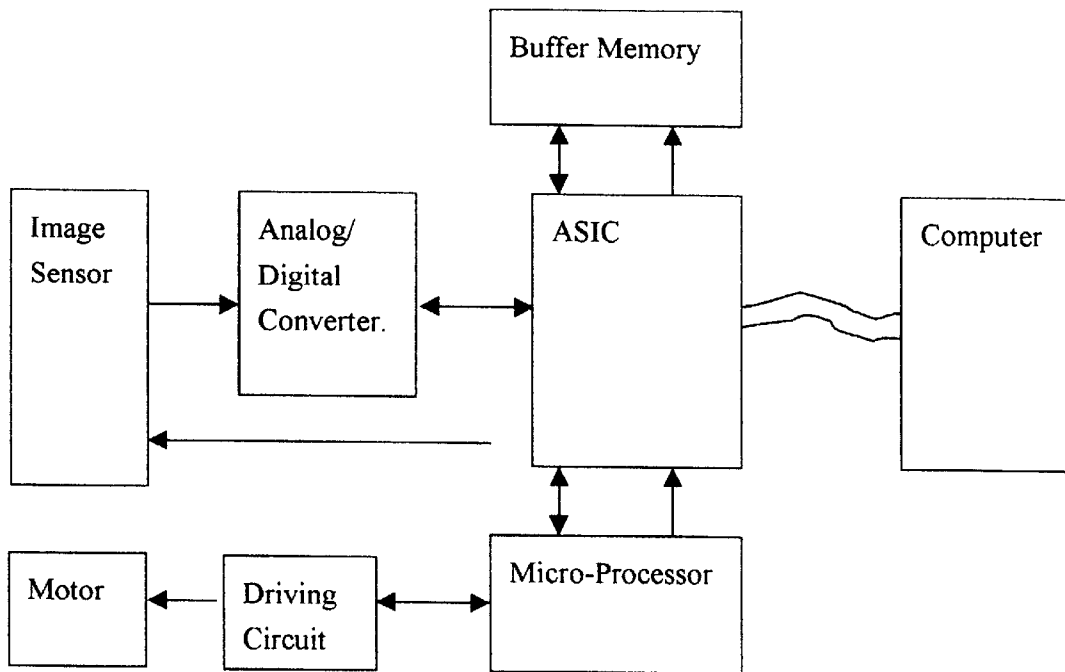 Buffer Memory
Image
Sensor
Analog/
Digital
Converter.
ASIC
Computer
Motor
Driving
Circuit
Micro-Processor